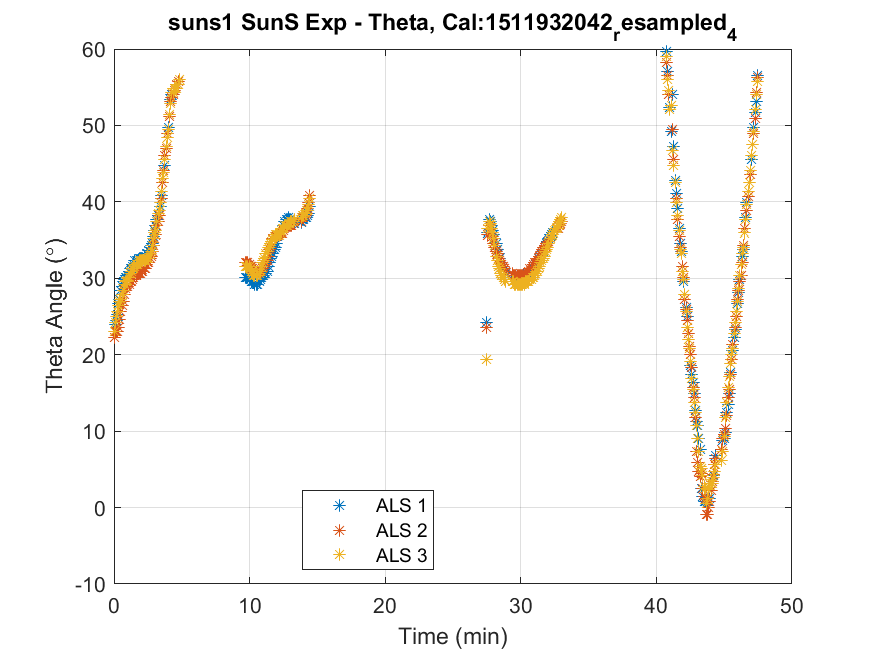 suns1 SunS Exp - Theta, Cal:1511932042resampled4
60
50
40
30
20
10
0
-10
Theta Angle (°)
ALS 1
ALS 2
ALS 3
0 10 20 30 40 50
Time (min)